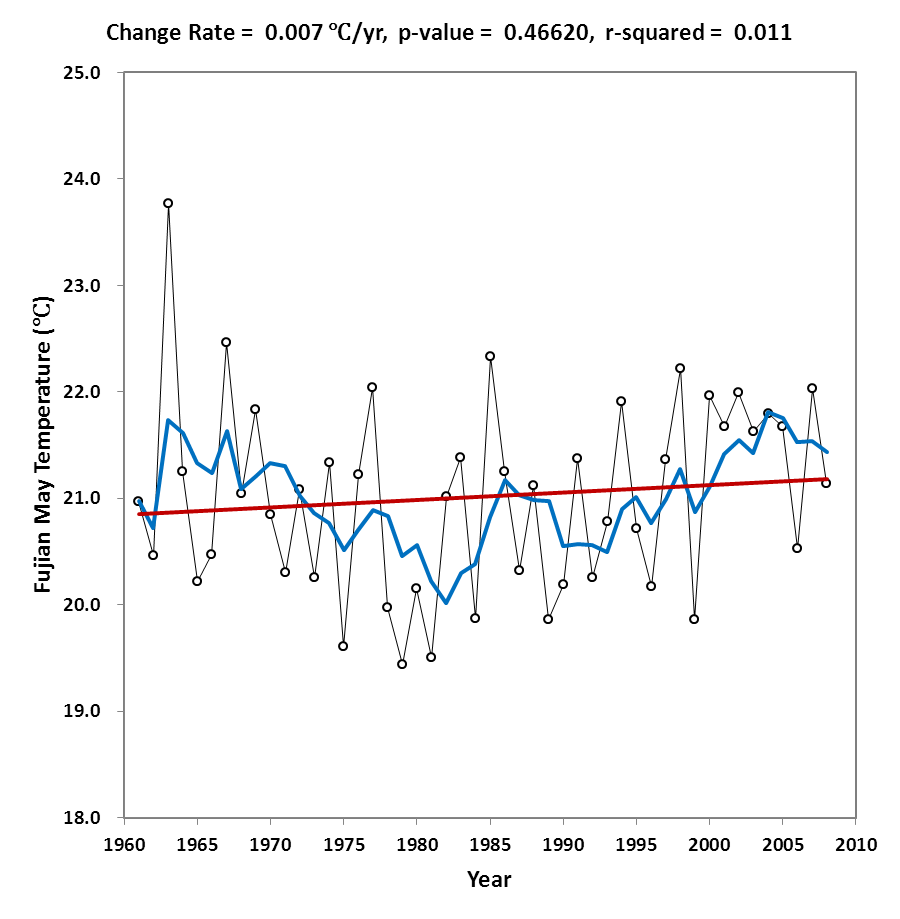 Change Rate = 0.007 ℃/yr, p-value = 0.46620, r-squared = 0.011
25.0
24.0
23.0
22.0
21.0
20.0
19.0
18.0
Fujian May Temperature (℃)
1960 1965 1970 1975 1980 1985 1990 1995 2000 2005 2010
Year